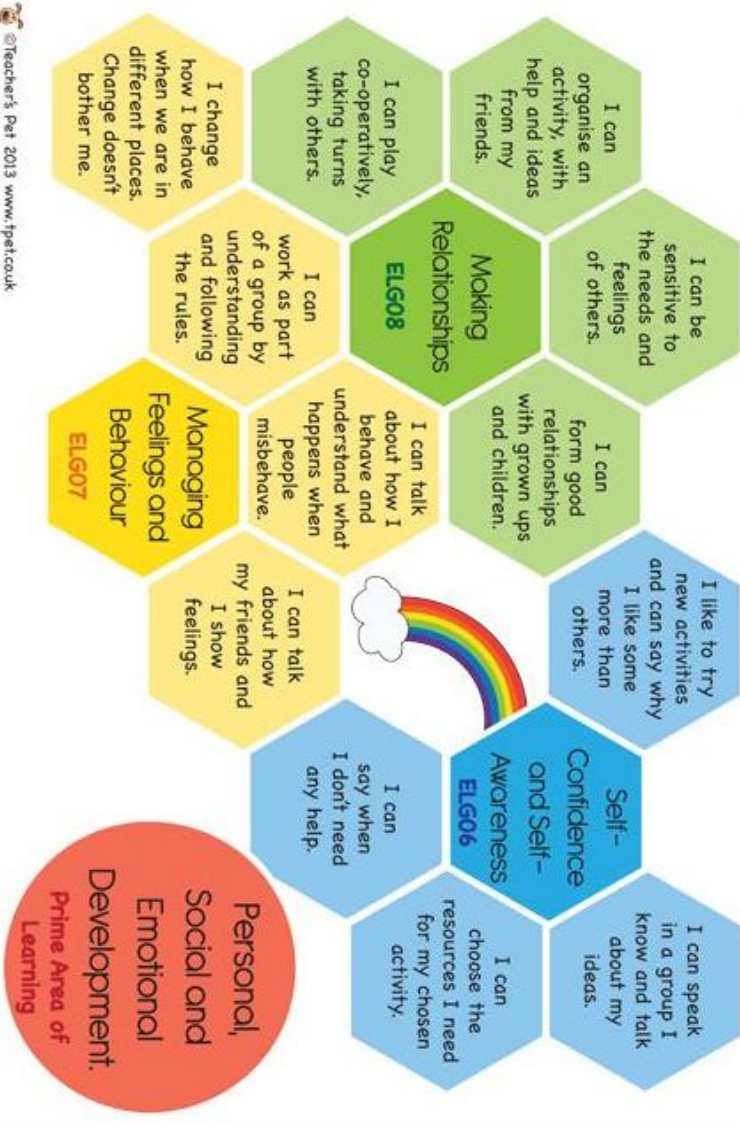 I can
organise an
activity, with
help and ideas
from my
friends.
I can be
sensitive to
the needs and
feelings
of others.
I can play
co-operatively,
taking turns
with others.
Making
Relationships
ELG08
I can
form good
relationships
with grown ups
and children.
I like to try
new activities
and can say why
I like some
more than
others.
Self-
Confidence
and Self-
Awareness
ELG06
I can speak
in a group I
know and talk
about my
ideas.
I can
choose the
resources I need
for my chosen
activity.
I can
say when
I don't need
any help.
I change
how I behave
when we are in
different places.
Change doesn't
bother me.
I can
work as part
of a group by
understanding
and following
the rules.
I can talk
about how I
behave and
understand what
happens when
people
misbehave.
Managing
Feelings and
Behaviour
ELG07
I can talk
about how
my friends and
I show
feelings.
Personal,
Social and
Emotional
Development.
Prime Area of
Learning
©Teacher's Pet 2013 www.tpet.co.uk